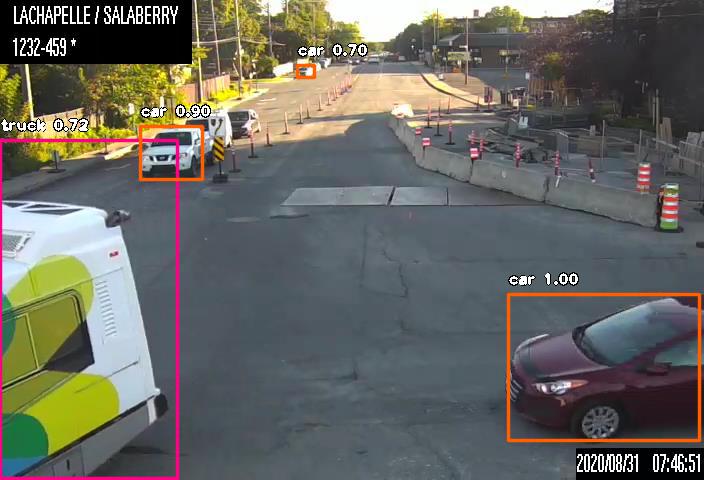 LACHAPELLE / SALABERRY
1232-459 *
car 0.70
car 0.90
truck 0.72
car 1.00
2020/08/31 07:46:51